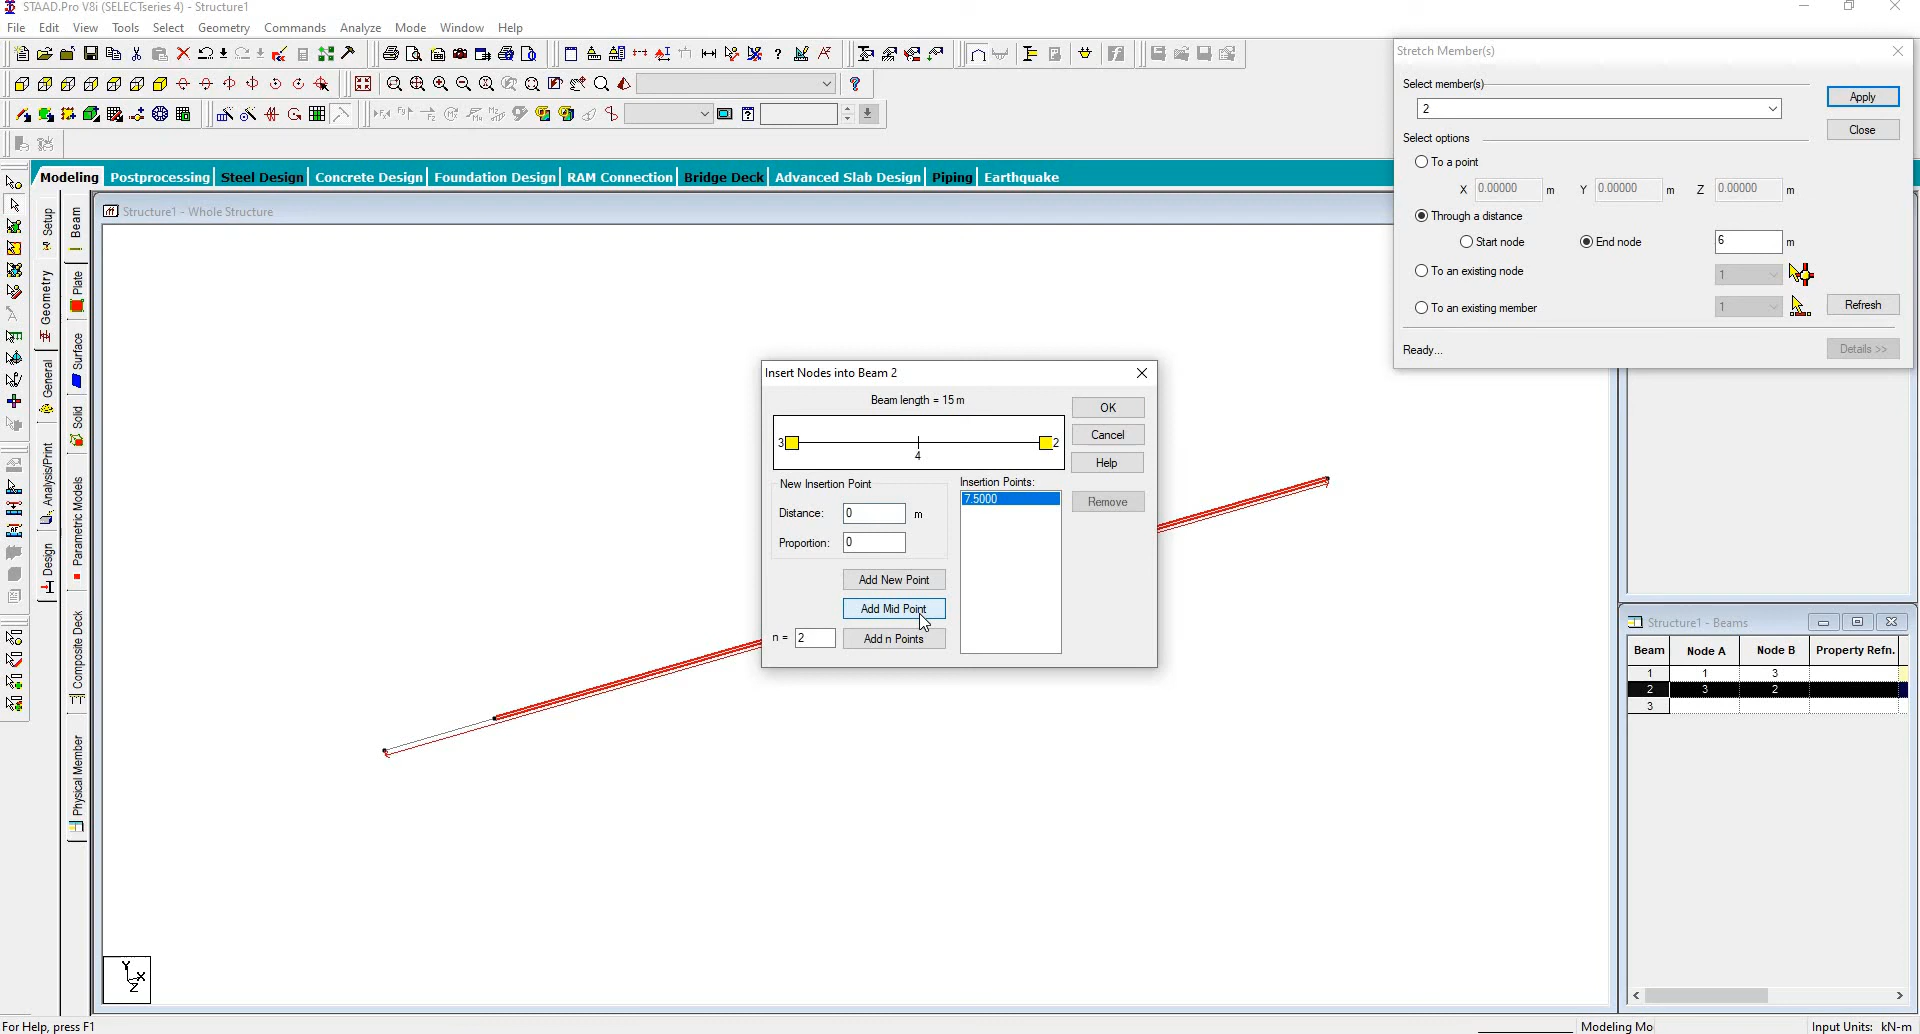 STAAD.Pro V8i (SELECTseries 4) - Structure1
File Edit View Tools Select Geometry Commands Analyze Mode Window Help
Modeling Postprocessing Steel Design Concrete Design Foundation Design RAM Connection Bridge Deck Advanced Slab Design Piping Earthquake
Setup
Geometry
General
Analysis/Print
Design
Beam
Plate
Surface
Solid
Parametric Models
Composite Deck
Physical Member
Structure1 - Whole Structure
Stretch Member(s)
Select member(s)
2
Apply
Close
Select options
To a point
X 0.00000 m Y 0.00000 m Z 0.00000 m
Through a distance
Start node End node 6 m
To an existing node 1
To an existing member 1
Refresh
Ready...
Details >>
Insert Nodes into Beam 2
Beam length = 15 m
3 4 2
OK
Cancel
Help
New Insertion Point
Distance: 0 m
Proportion: 0
Insertion Points:
7.5000
Remove
Add New Point
Add Mid Point
n = 2 Add n Points
Structure1 - Beams
Beam Node A Node B Property Refn.
1 1 3
2 3 2
3
Y
X
Z
For Help, press F1
Modeling Mo
Input Units: kN-m